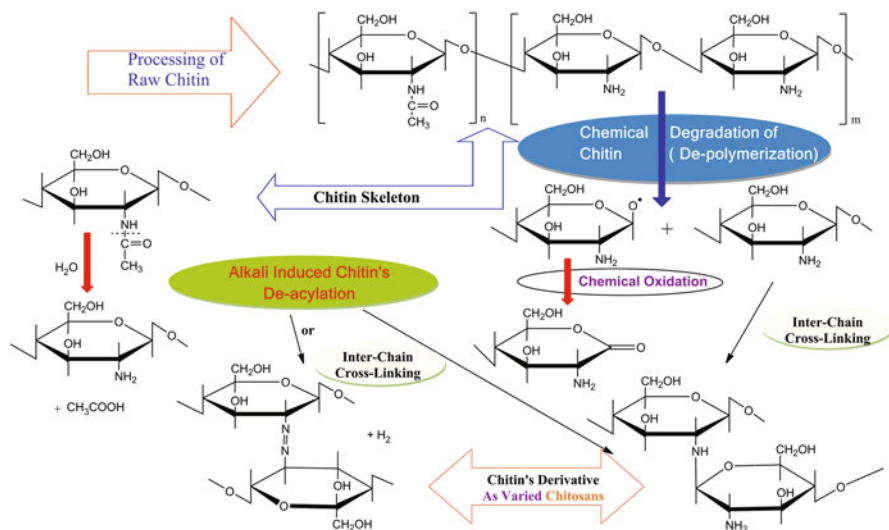 Processing of
Raw Chitin
CH₂OH
O
OH
NH
C=O
CH₃
n
O
CH₂OH
O
OH
NH₂
O
CH₂OH
O
OH
NH₂
O
m
Chemical Degradation of
Chitin ( De-polymerization)
Chitin Skeleton
CH₂OH
O
OH
NH
C=O
CH₃
O
H₂O
CH₂OH
O
OH
NH₂
O
+ CH₃COOH
Alkali Induced Chitin's
De-acylation
or
Inter-Chain
Cross-Linking
CH₂OH
O
OH
O
N
N
+ H₂
O
OH
O
CH₂OH
CH₂OH
O
OH
NH₂
O•
+
CH₂OH
O
OH
NH₂
O
Chemical Oxidation
CH₂OH
O
OH
NH₂
O
Inter-Chain
Cross-Linking
CH₂OH
O
OH
O
NH
CH₂OH
O
OH
NH₂
O
Chitin's Derivative
As Varied Chitosans